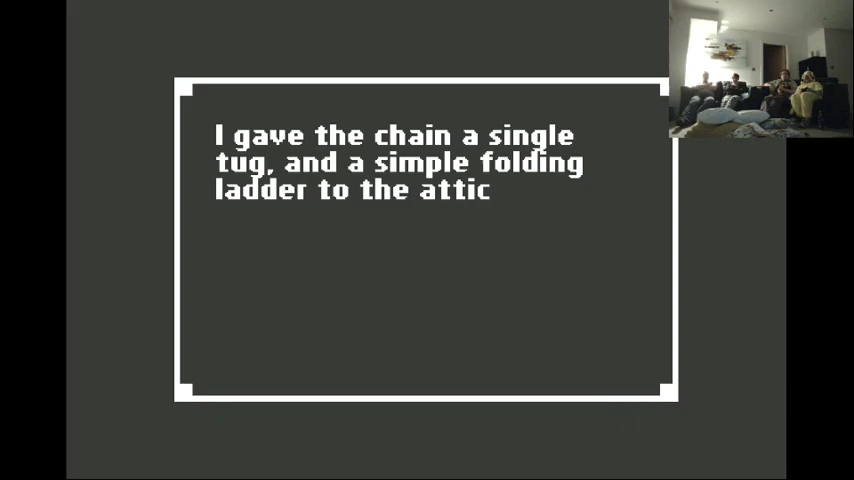 I gave the chain a single
tug, and a simple folding
ladder to the attic